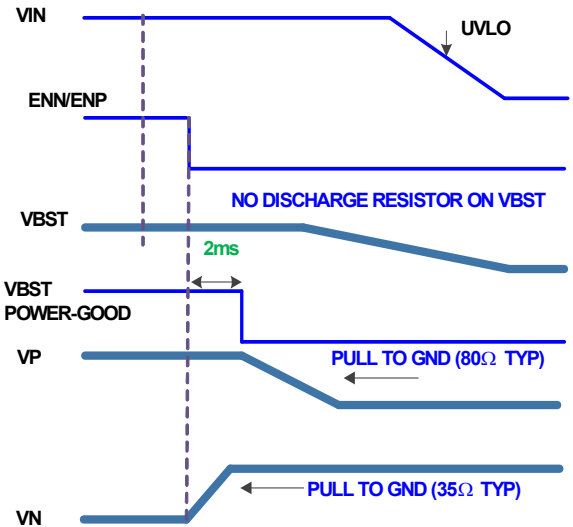 VIN
UVLO
ENN/ENP
NO DISCHARGE RESISTOR ON VBST
VBST
2ms
VBST
POWER-GOOD
VP
PULL TO GND (80Ω TYP)
PULL TO GND (35Ω TYP)
VN